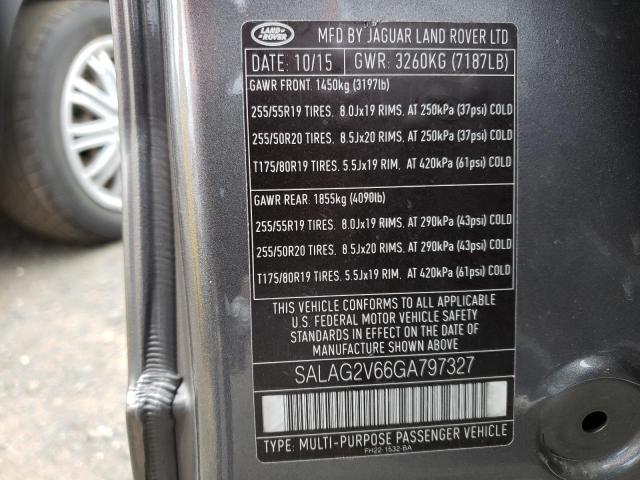 LAND
ROVER
MFD BY JAGUAR LAND ROVER LTD
DATE: 10/15
GWR: 3260KG (7187LB)
GAWR FRONT: 1450kg (3197lb)
255/55R19 TIRES. 8.0Jx19 RIMS. AT 250kPa (37psi) COLD
255/50R20 TIRES. 8.5Jx20 RIMS. AT 250kPa (37psi) COLD
T175/80R19 TIRES. 5.5Jx19 RIM. AT 420kPa (61psi) COLD
GAWR REAR: 1855kg (4090lb)
255/55R19 TIRES. 8.0Jx19 RIMS. AT 290kPa (43psi) COLD
255/50R20 TIRES. 8.5Jx20 RIMS. AT 290kPa (43psi) COLD
T175/80R19 TIRES. 5.5Jx19 RIM. AT 420kPa (61psi) COLD
THIS VEHICLE CONFORMS TO ALL APPLICABLE
U.S. FEDERAL MOTOR VEHICLE SAFETY
STANDARDS IN EFFECT ON THE DATE OF
MANUFACTURE SHOWN ABOVE
SALAG2V66GA797327
TYPE: MULTI-PURPOSE PASSENGER VEHICLE
FH22-1532-BA